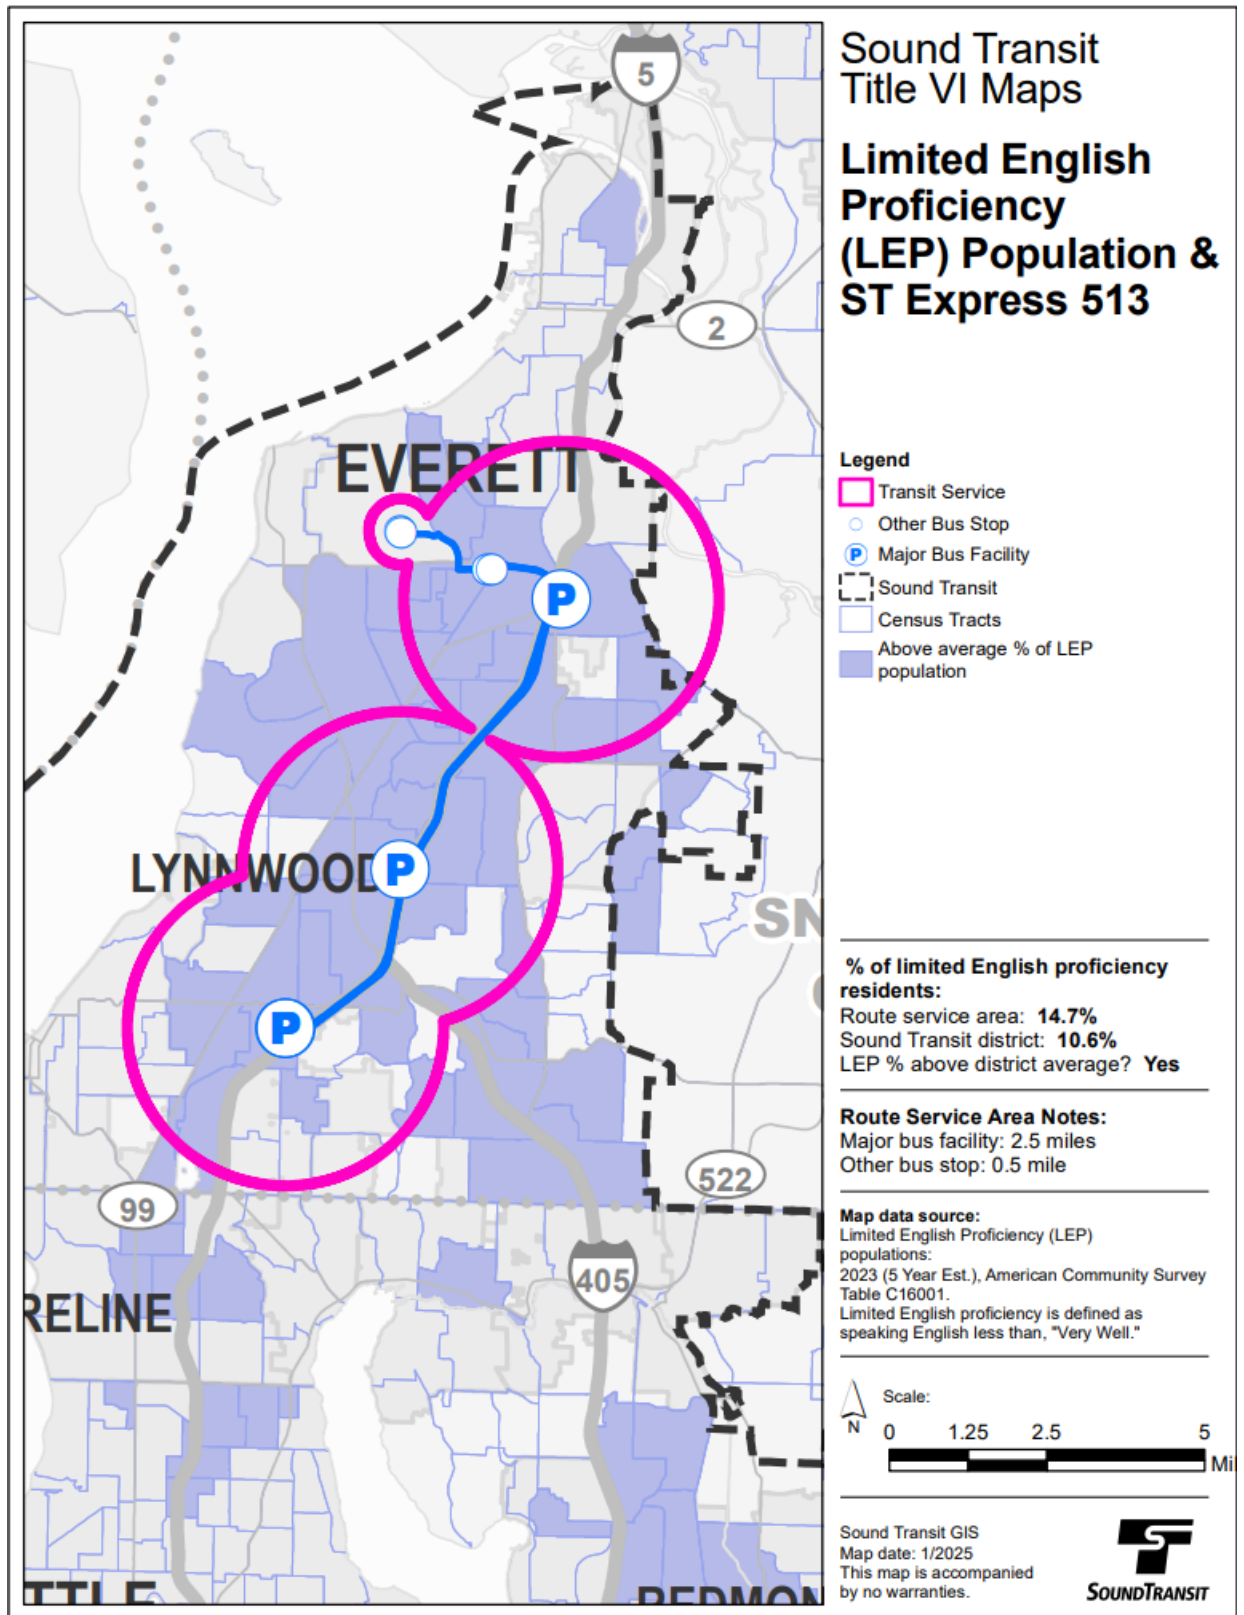 Sound Transit
Title VI Maps
Limited English
Proficiency
(LEP) Population &
ST Express 513
Legend
Transit Service
Other Bus Stop
P Major Bus Facility
Sound Transit
Census Tracts
Above average % of LEP
population
% of limited English proficiency
residents:
Route service area: 14.7%
Sound Transit district: 10.6%
LEP % above district average? Yes
Route Service Area Notes:
Major bus facility: 2.5 miles
Other bus stop: 0.5 mile
Map data source:
Limited English Proficiency (LEP)
populations:
2023 (5 Year Est.), American Community Survey
Table C16001.
Limited English proficiency is defined as
speaking English less than, "Very Well."
Scale:
N
0 1.25 2.5 5
Mil
Sound Transit GIS
Map date: 1/2025
This map is accompanied
by no warranties.
SOUNDTRANSIT
5
2
EVERETT
P
LYNNWOOD
P
SN
P
522
99
405
RELINE
TTLE
REDMON